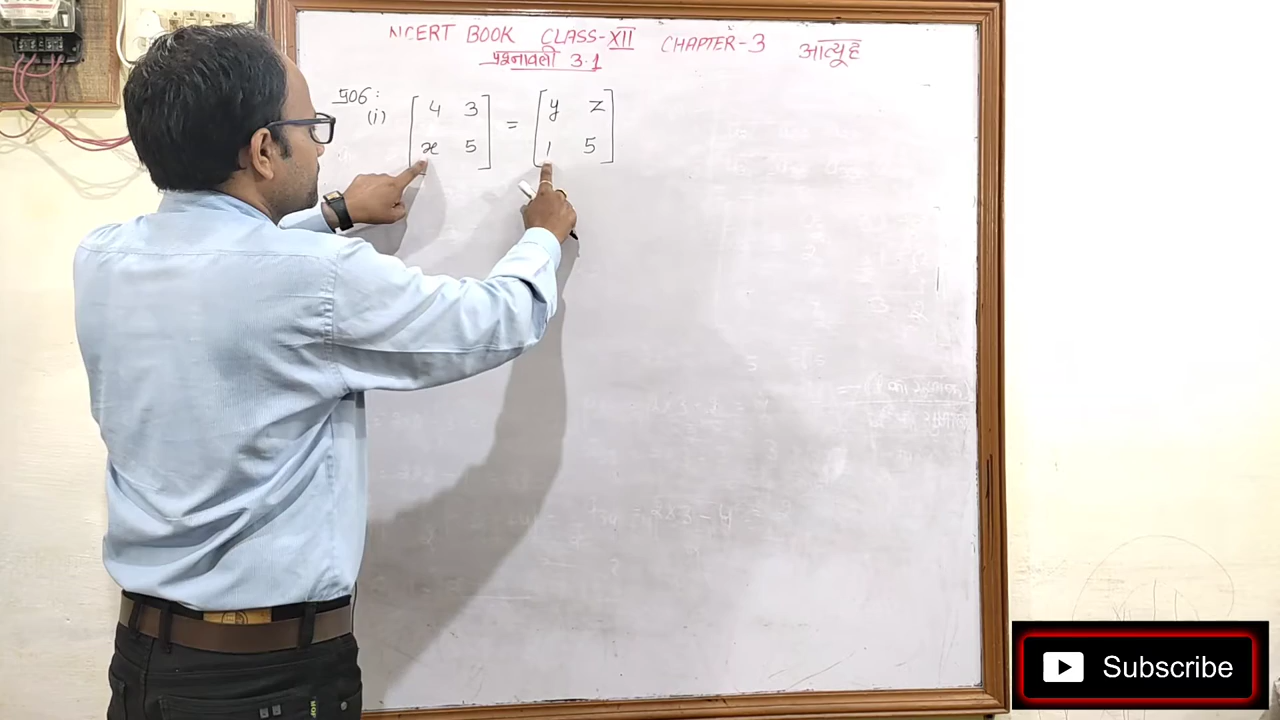 NCERT BOOK CLASS-XII CHAPTER-3 आव्यूह
प्रश्नावली 3.1
प्र06:
(i) [4 3] = [y z]
[x 5] [1 5]
Subscribe